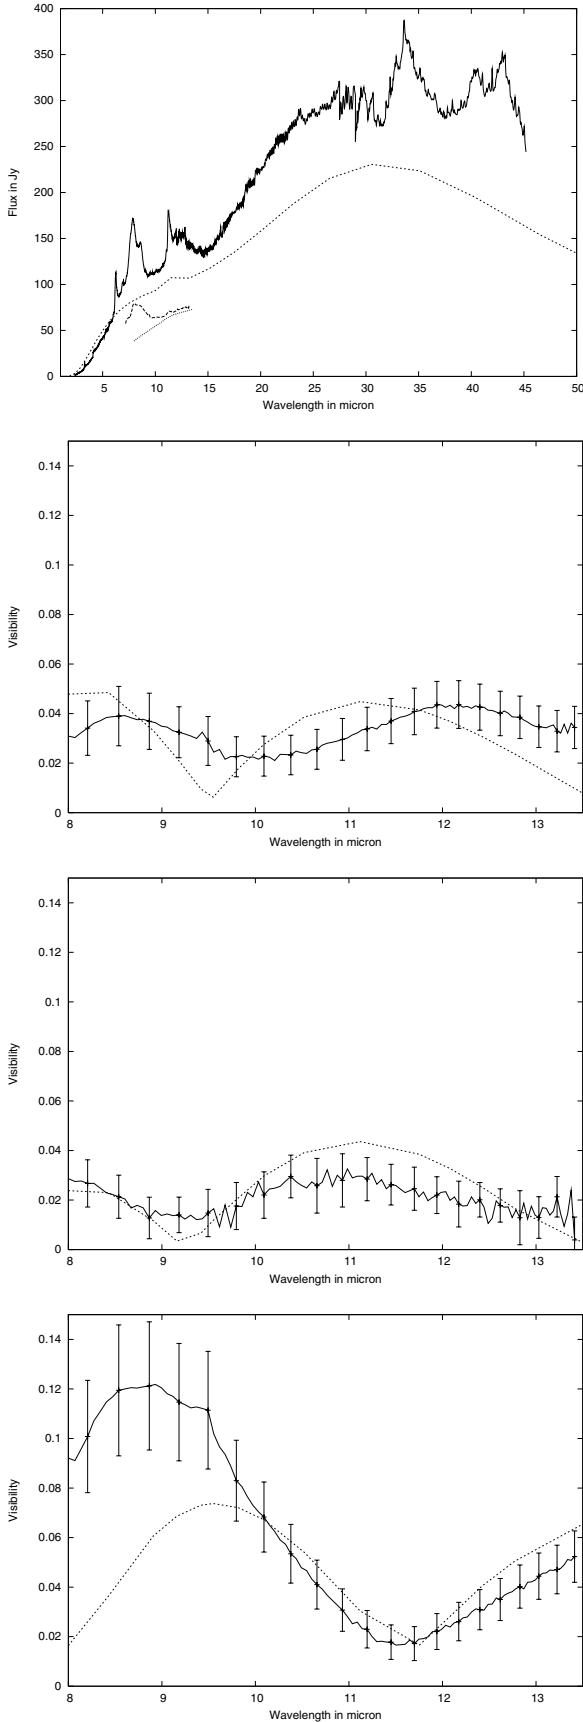 400
350
300
250
200
150
100
50
0
Flux in Jy
5 10 15 20 25 30 35 40 45 50
Wavelength in micron
0.14
0.12
0.1
0.08
0.06
0.04
0.02
0
Visibility
8 9 10 11 12 13
Wavelength in micron
0.14
0.12
0.1
0.08
0.06
0.04
0.02
0
Visibility
8 9 10 11 12 13
Wavelength in micron
0.14
0.12
0.1
0.08
0.06
0.04
0.02
0
Visibility
8 9 10 11 12 13
Wavelength in micron